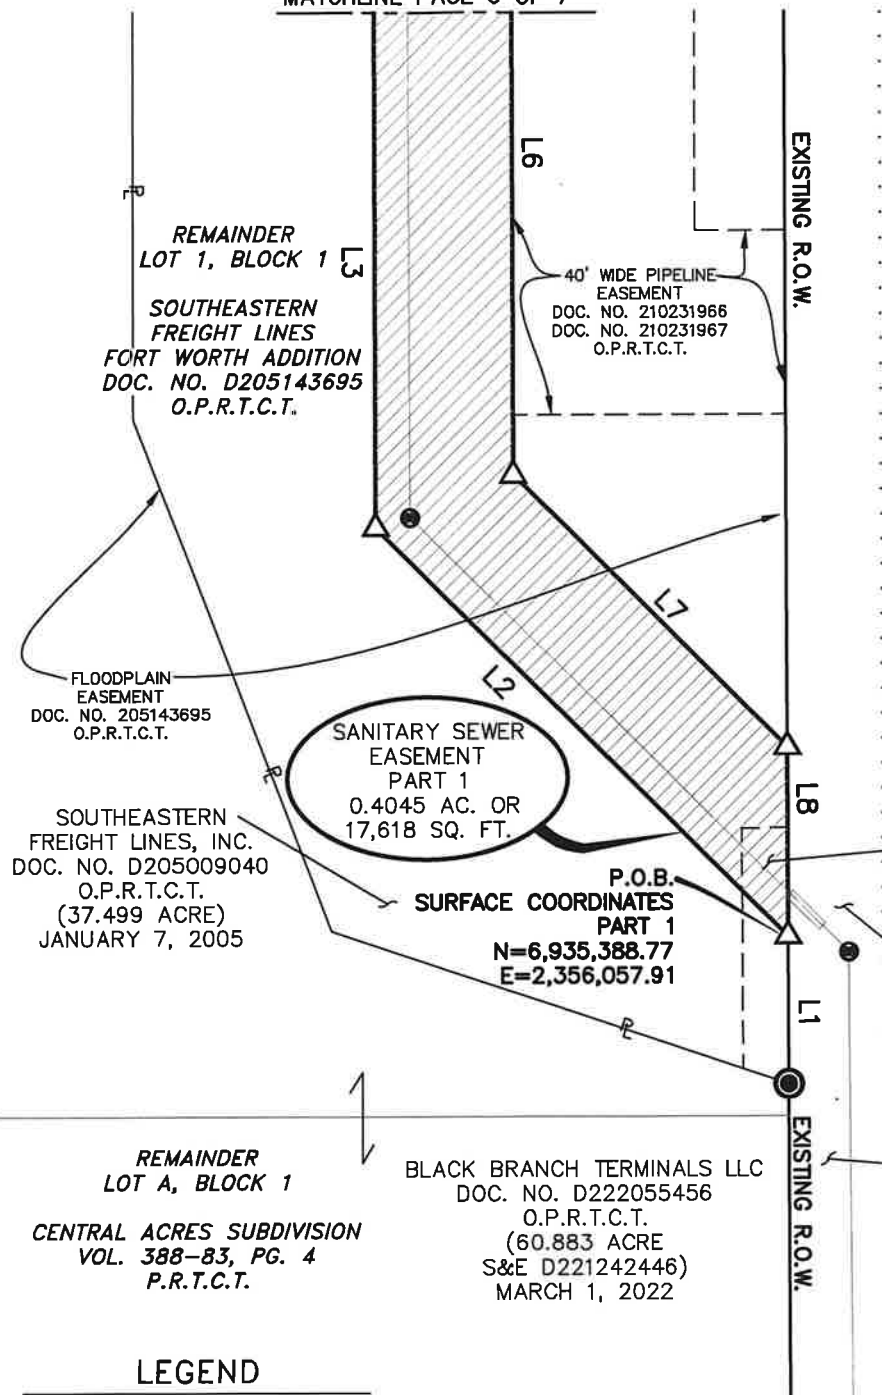 EXISTING R.O.W.
L6
L3
REMAINDER
LOT 1, BLOCK 1
SOUTHEASTERN
FREIGHT LINES
FORT WORTH ADDITION
DOC. NO. D205143695
O.P.R.T.C.T.
40' WIDE PIPELINE
EASEMENT
DOC. NO. 210231966
DOC. NO. 210231967
O.P.R.T.C.T.
PL
L7
L2
FLOODPLAIN
EASEMENT
DOC. NO. 205143695
O.P.R.T.C.T.
SANITARY SEWER
EASEMENT
PART 1
0.4045 AC. OR
17,618 SQ. FT.
PL
L8
SOUTHEASTERN
FREIGHT LINES, INC.
DOC. NO. D205009040
O.P.R.T.C.T.
(37.499 ACRE)
JANUARY 7, 2005
P.O.B.
SURFACE COORDINATES
PART 1
N=6,935,388.77
E=2,356,057.91
L1
PL
EXISTING R.O.W.
REMAINDER
LOT A, BLOCK 1
CENTRAL ACRES SUBDIVISION
VOL. 388-83, PG. 4
P.R.T.C.T.
BLACK BRANCH TERMINALS LLC
DOC. NO. D222055456
O.P.R.T.C.T.
(60.883 ACRE
S&E D221242446)
MARCH 1, 2022
LEGEND